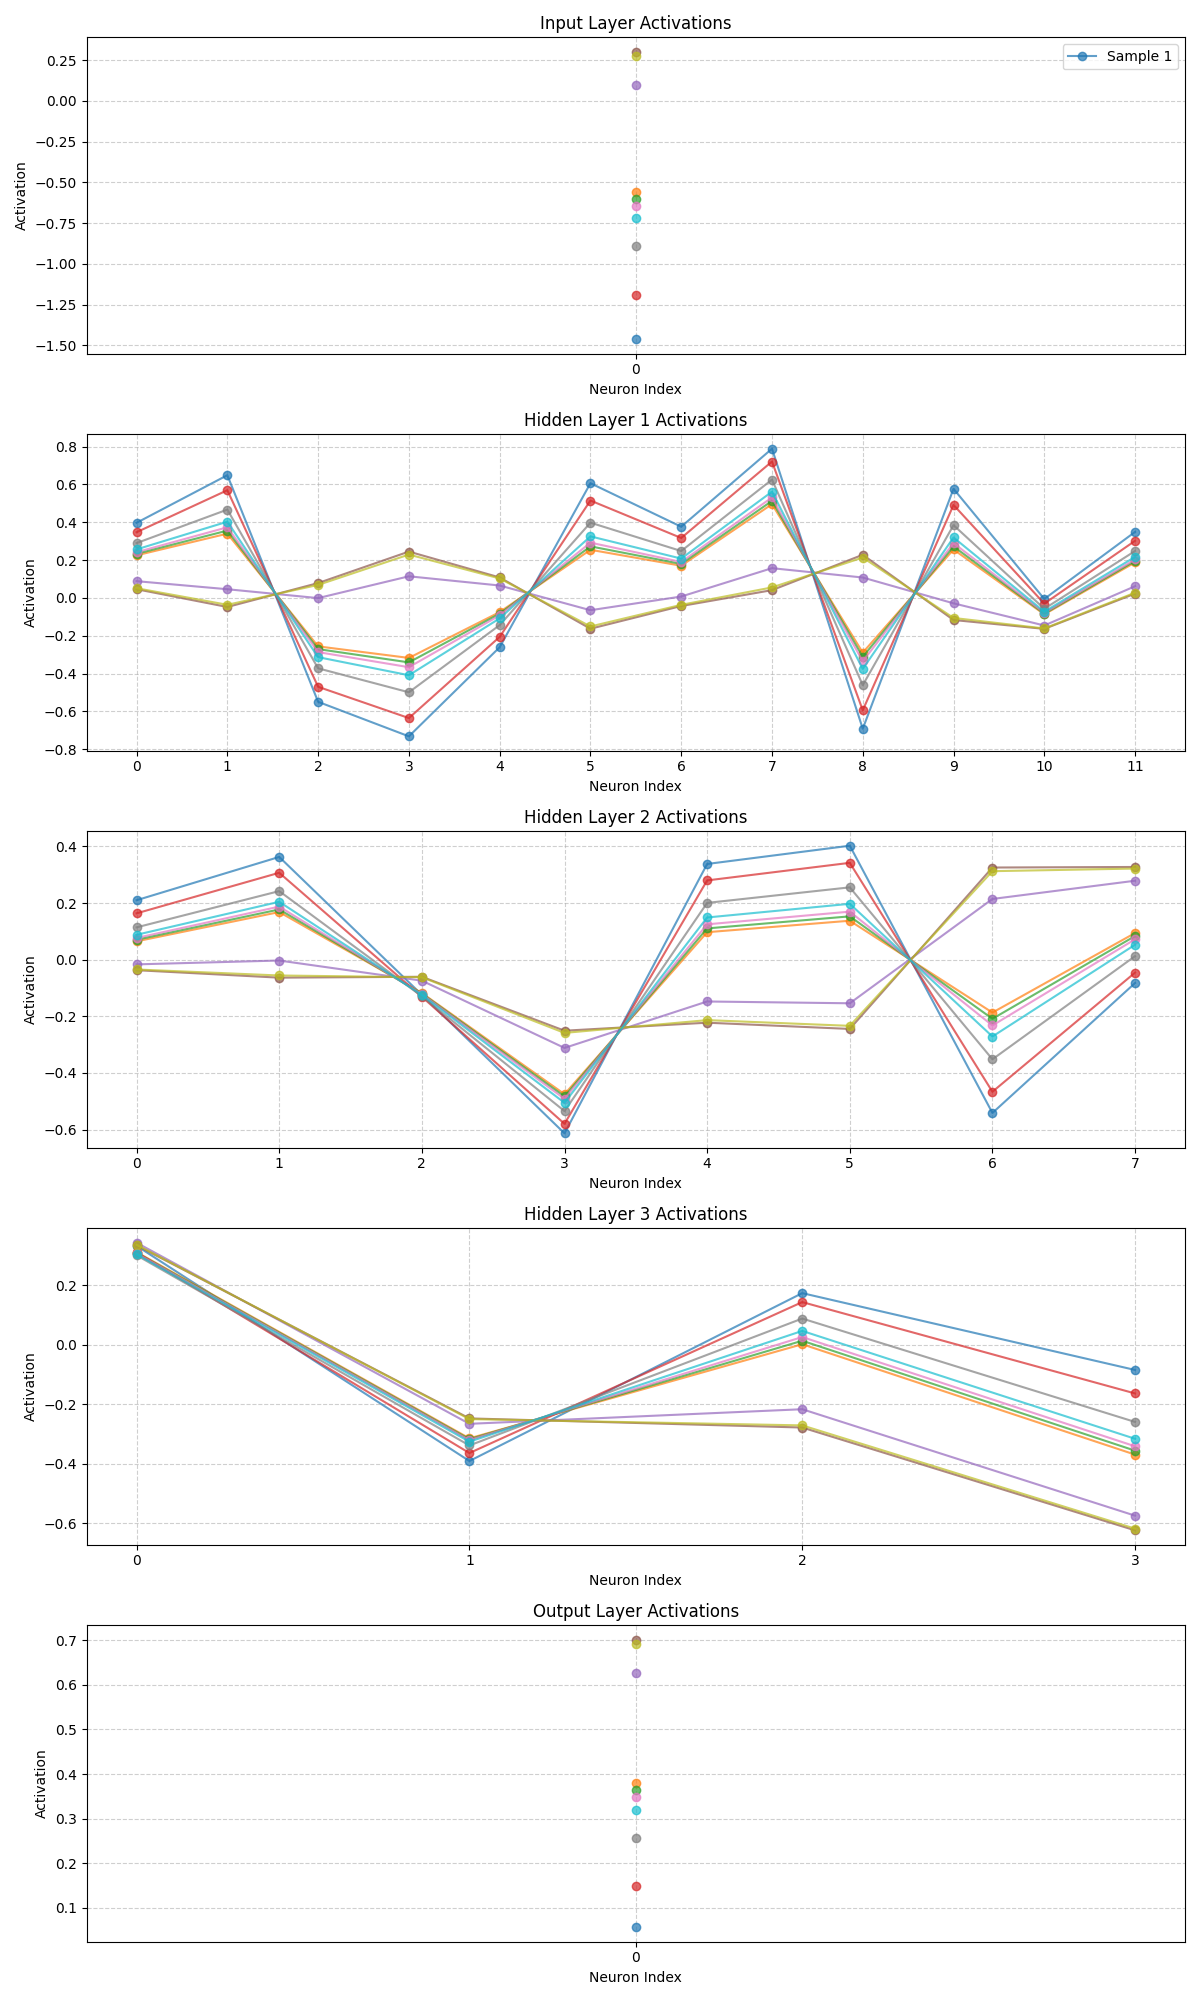 Input Layer Activations
Sample 1
Activation
0.25
0.00
−0.25
−0.50
−0.75
−1.00
−1.25
−1.50
0
Neuron Index
Hidden Layer 1 Activations
Activation
0.8
0.6
0.4
0.2
0.0
−0.2
−0.4
−0.6
−0.8
0 1 2 3 4 5 6 7 8 9 10 11
Neuron Index
Hidden Layer 2 Activations
Activation
0.4
0.2
0.0
−0.2
−0.4
−0.6
0 1 2 3 4 5 6 7
Neuron Index
Hidden Layer 3 Activations
Activation
0.2
0.0
−0.2
−0.4
−0.6
0 1 2 3
Neuron Index
Output Layer Activations
Activation
0.7
0.6
0.5
0.4
0.3
0.2
0.1
0
Neuron Index